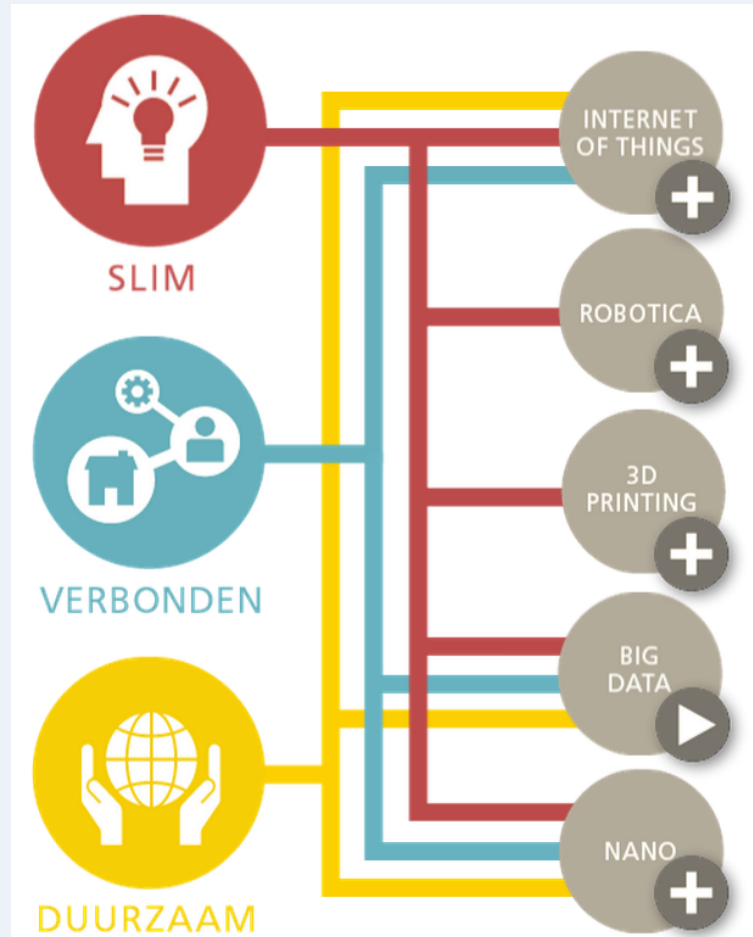 SLIM
VERBONDEN
DUURZAAM
INTERNET
OF THINGS
ROBOTICA
3D
PRINTING
BIG
DATA
NANO